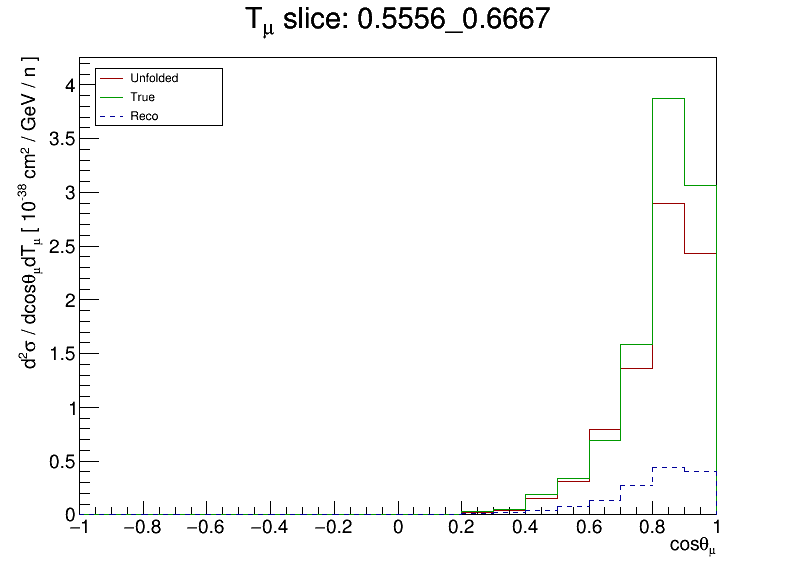 Tμ slice: 0.5556_0.6667
d²σ / dcosθμdTμ [ 10⁻³⁸ cm² / GeV / n ]
Unfolded
True
Reco
4
3.5
3
2.5
2
1.5
1
0.5
0
−1 −0.8 −0.6 −0.4 −0.2 0 0.2 0.4 0.6 0.8 1
cosθμ